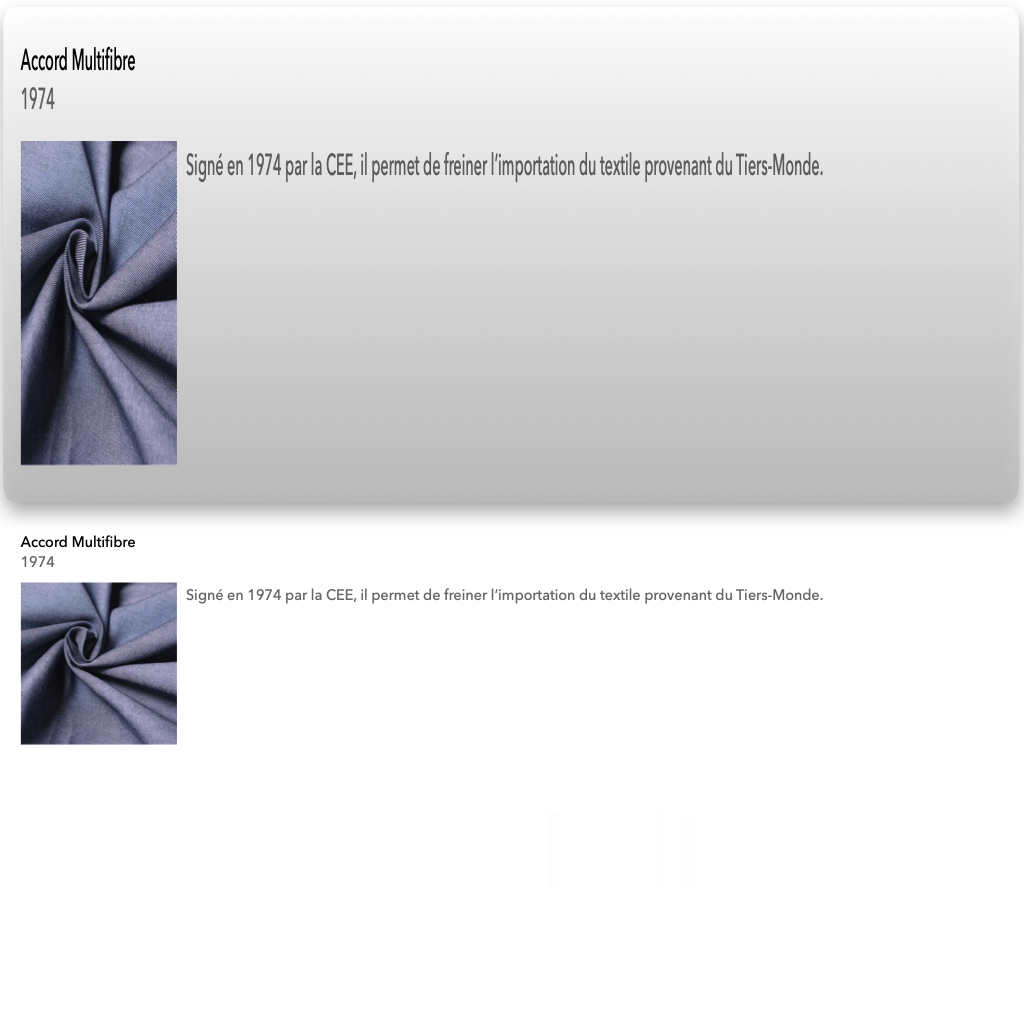 Accord Multifibre
1974
Signé en 1974 par la CEE, il permet de freiner l’importation du textile provenant du Tiers-Monde.
Accord Multifibre
1974
Signé en 1974 par la CEE, il permet de freiner l’importation du textile provenant du Tiers-Monde.